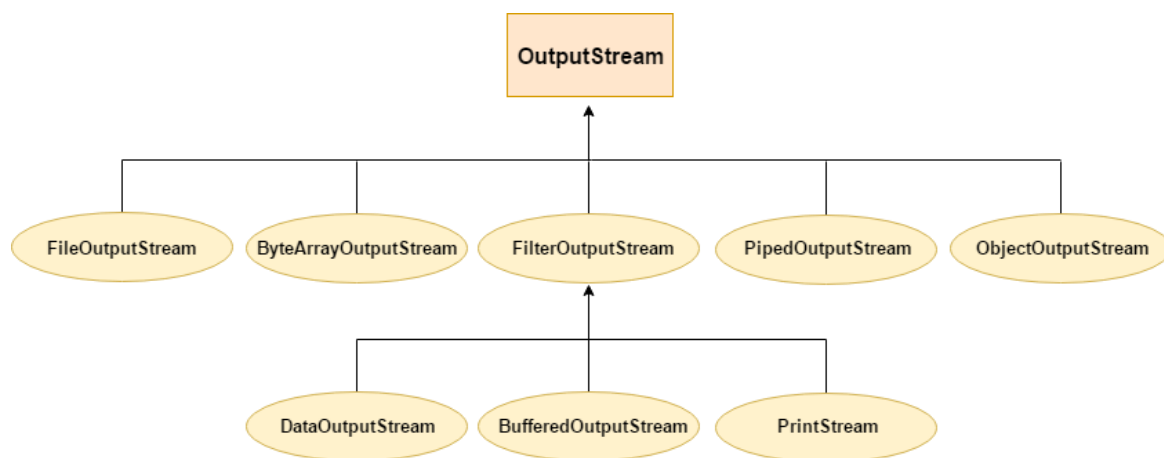 OutputStream
FileOutputStream
ByteArrayOutputStream
FilterOutputStream
PipedOutputStream
ObjectOutputStream
DataOutputStream
BufferedOutputStream
PrintStream